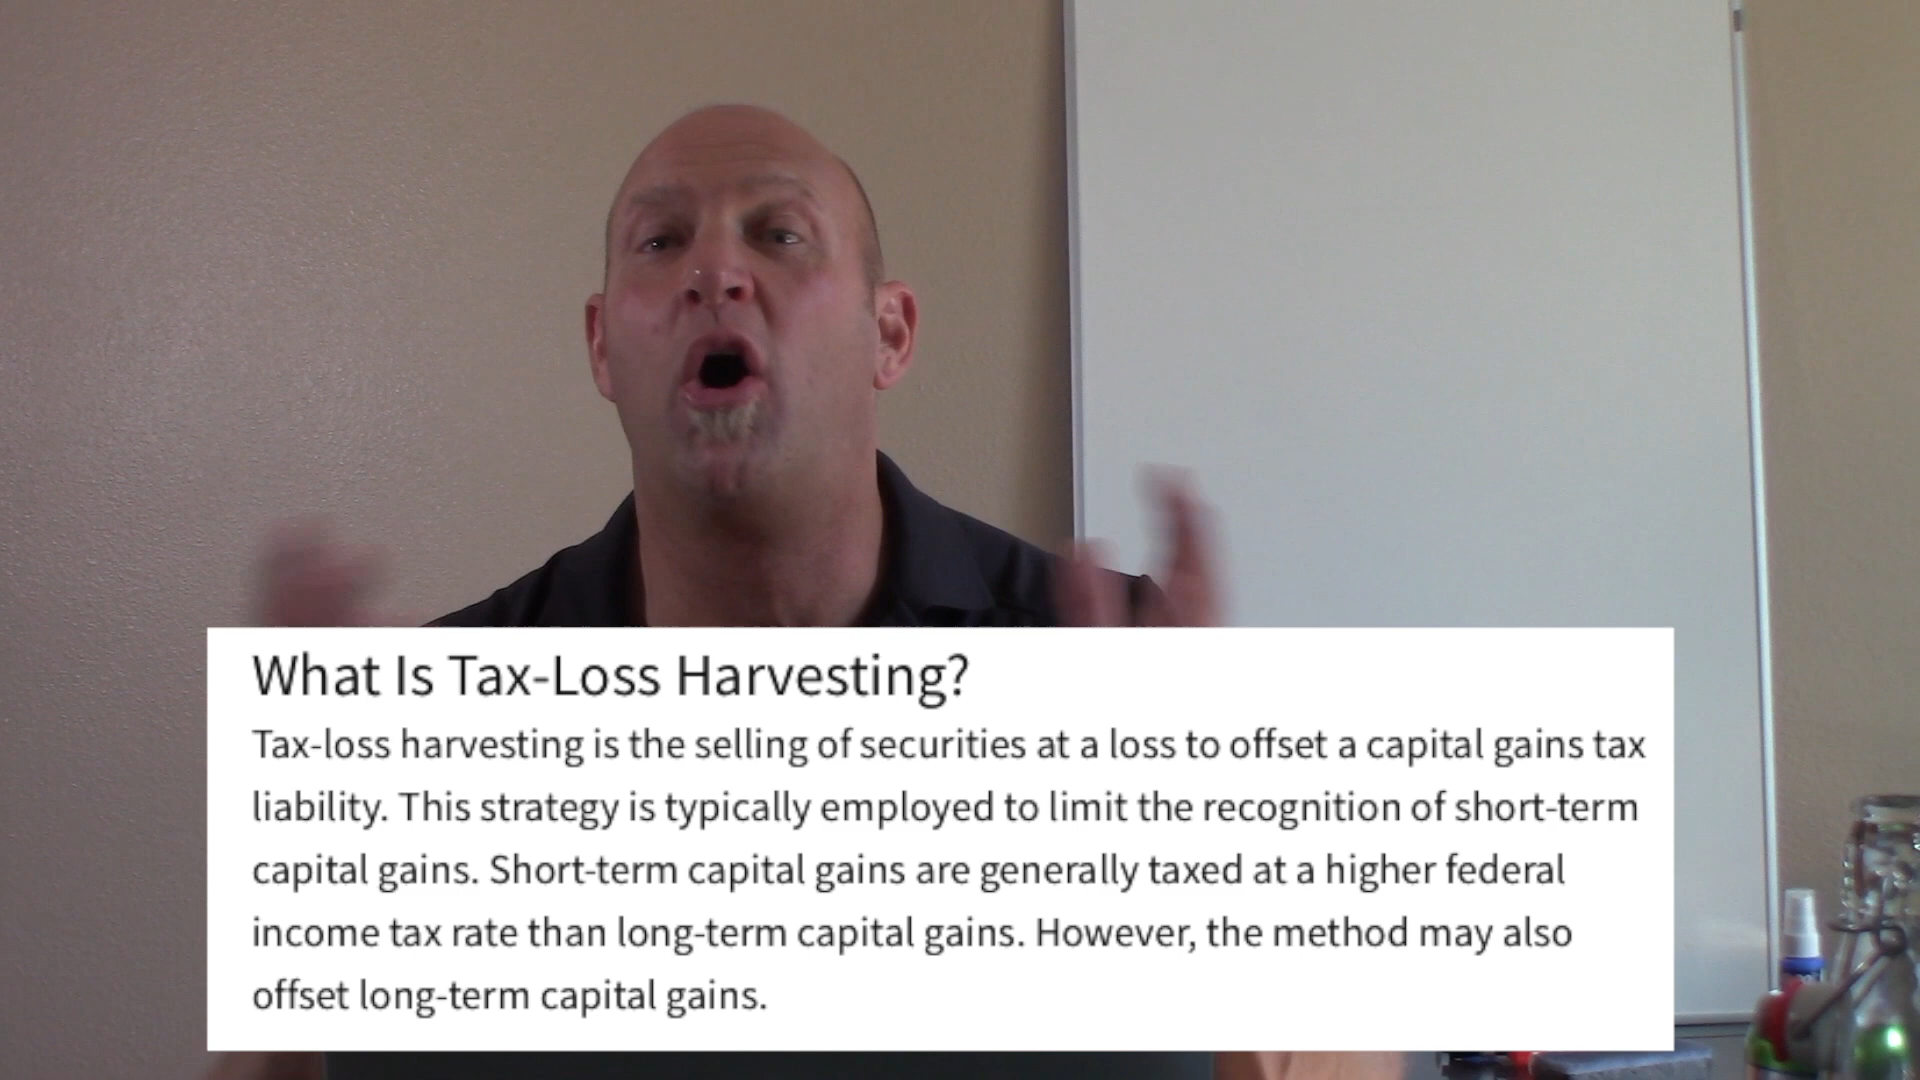 What Is Tax-Loss Harvesting?
Tax-loss harvesting is the selling of securities at a loss to offset a capital gains tax
liability. This strategy is typically employed to limit the recognition of short-term
capital gains. Short-term capital gains are generally taxed at a higher federal
income tax rate than long-term capital gains. However, the method may also
offset long-term capital gains.